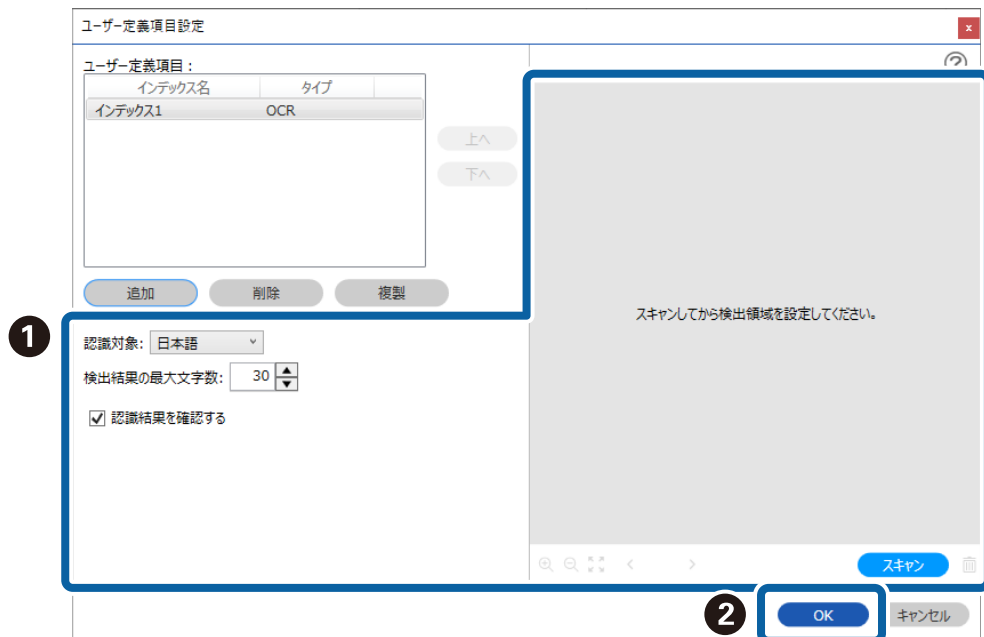 ユーザー定義項目設定
x
?
ユーザー定義項目：
インデックス名 タイプ
インデックス1 OCR
上へ
下へ
追加 削除 複製
スキャンしてから検出領域を設定してください。
1
認識対象: 日本語
検出結果の最大文字数: 30
認識結果を確認する
スキャン
2
OK キャンセル